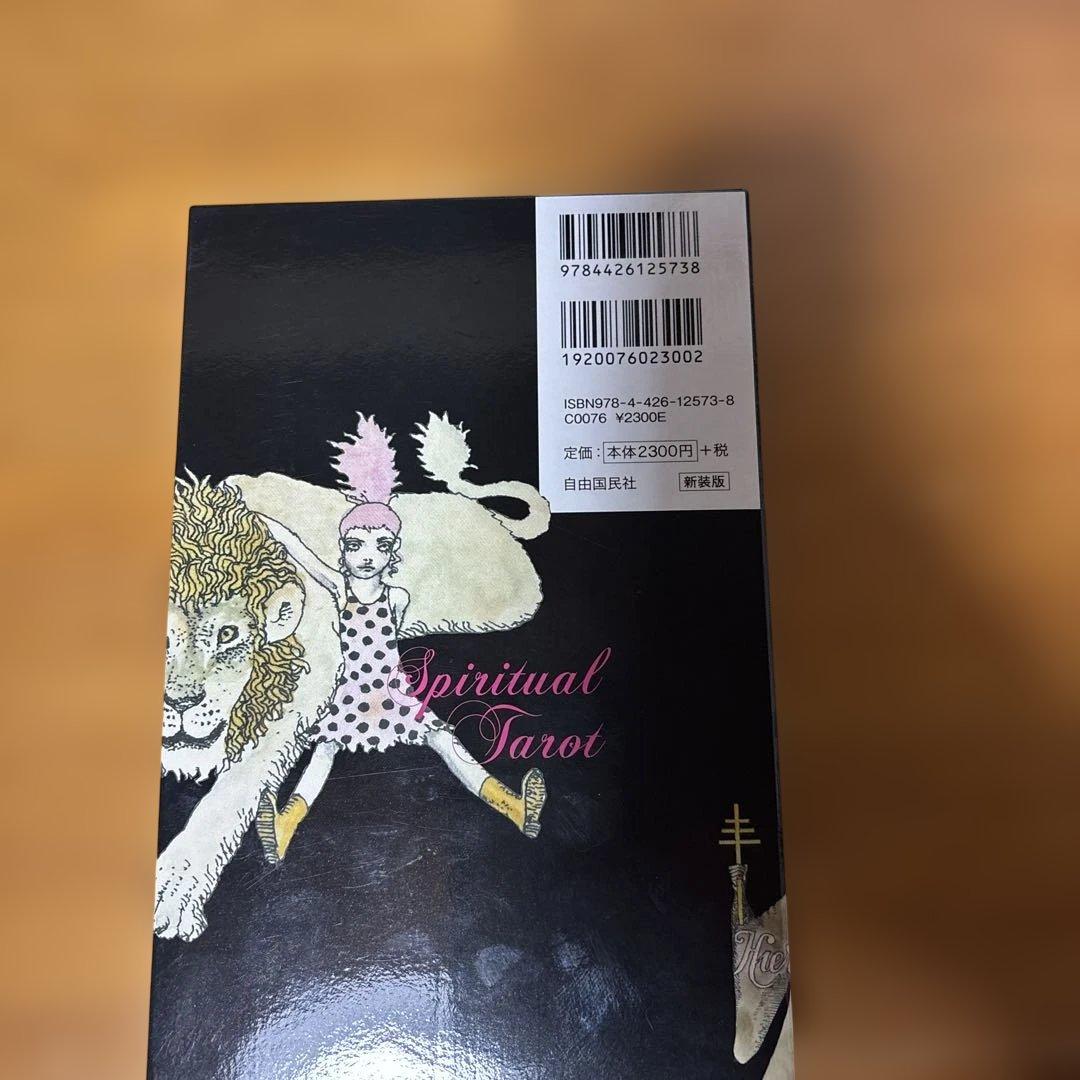 9784426125738
1920076023002
ISBN978-4-426-12573-8
C0076 ¥2300E
定価：本体2300円+税
自由国民社 新装版
Spiritual
Tarot